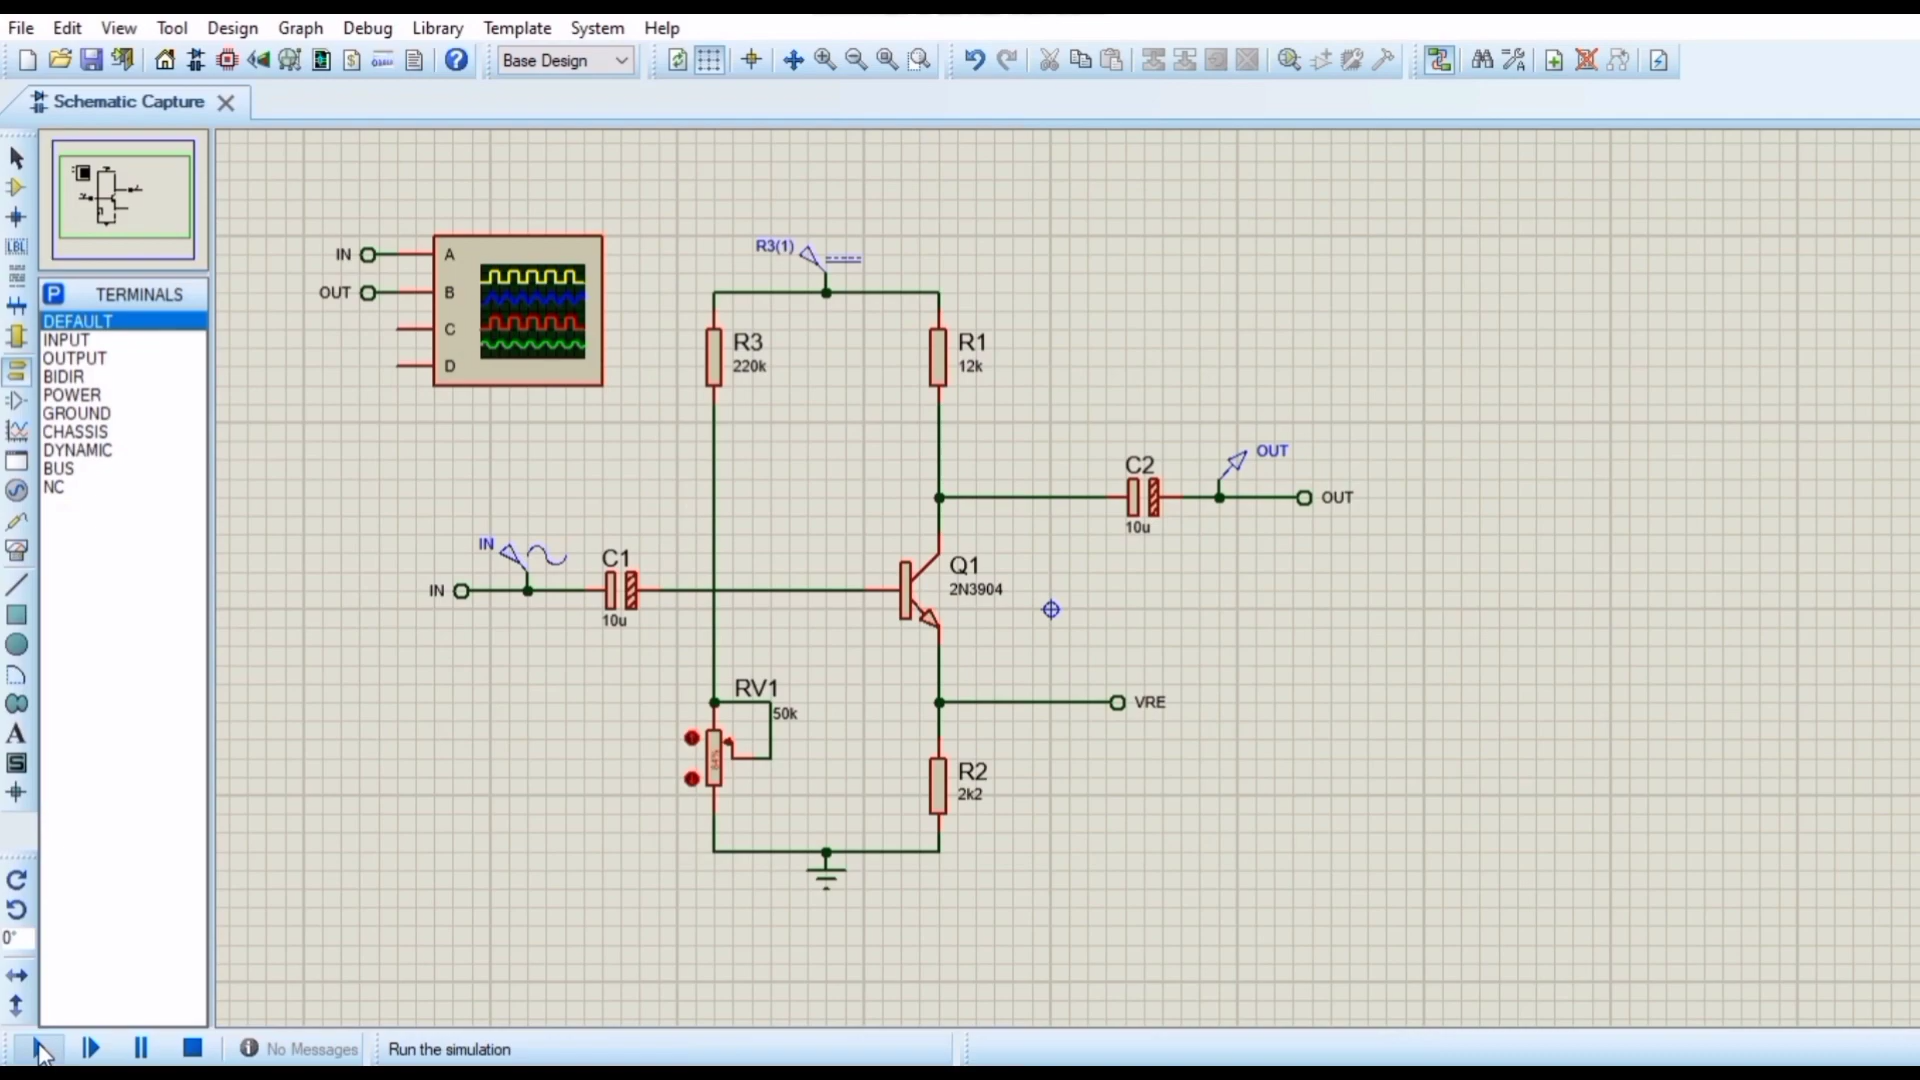 File Edit View Tool Design Graph Debug Library Template System Help
Base Design
Schematic Capture
LBL
P TERMINALS
DEFAULT
INPUT
OUTPUT
BIDIR
POWER
GROUND
CHASSIS
DYNAMIC
BUS
NC
A
S
0°
IN A
OUT B
C
D
R3(1)
R3
220k
R1
12k
C2
10u
OUT
OUT
IN
IN
C1
10u
Q1
2N3904
RV1
50k
VRE
R2
2k2
No Messages
Run the simulation